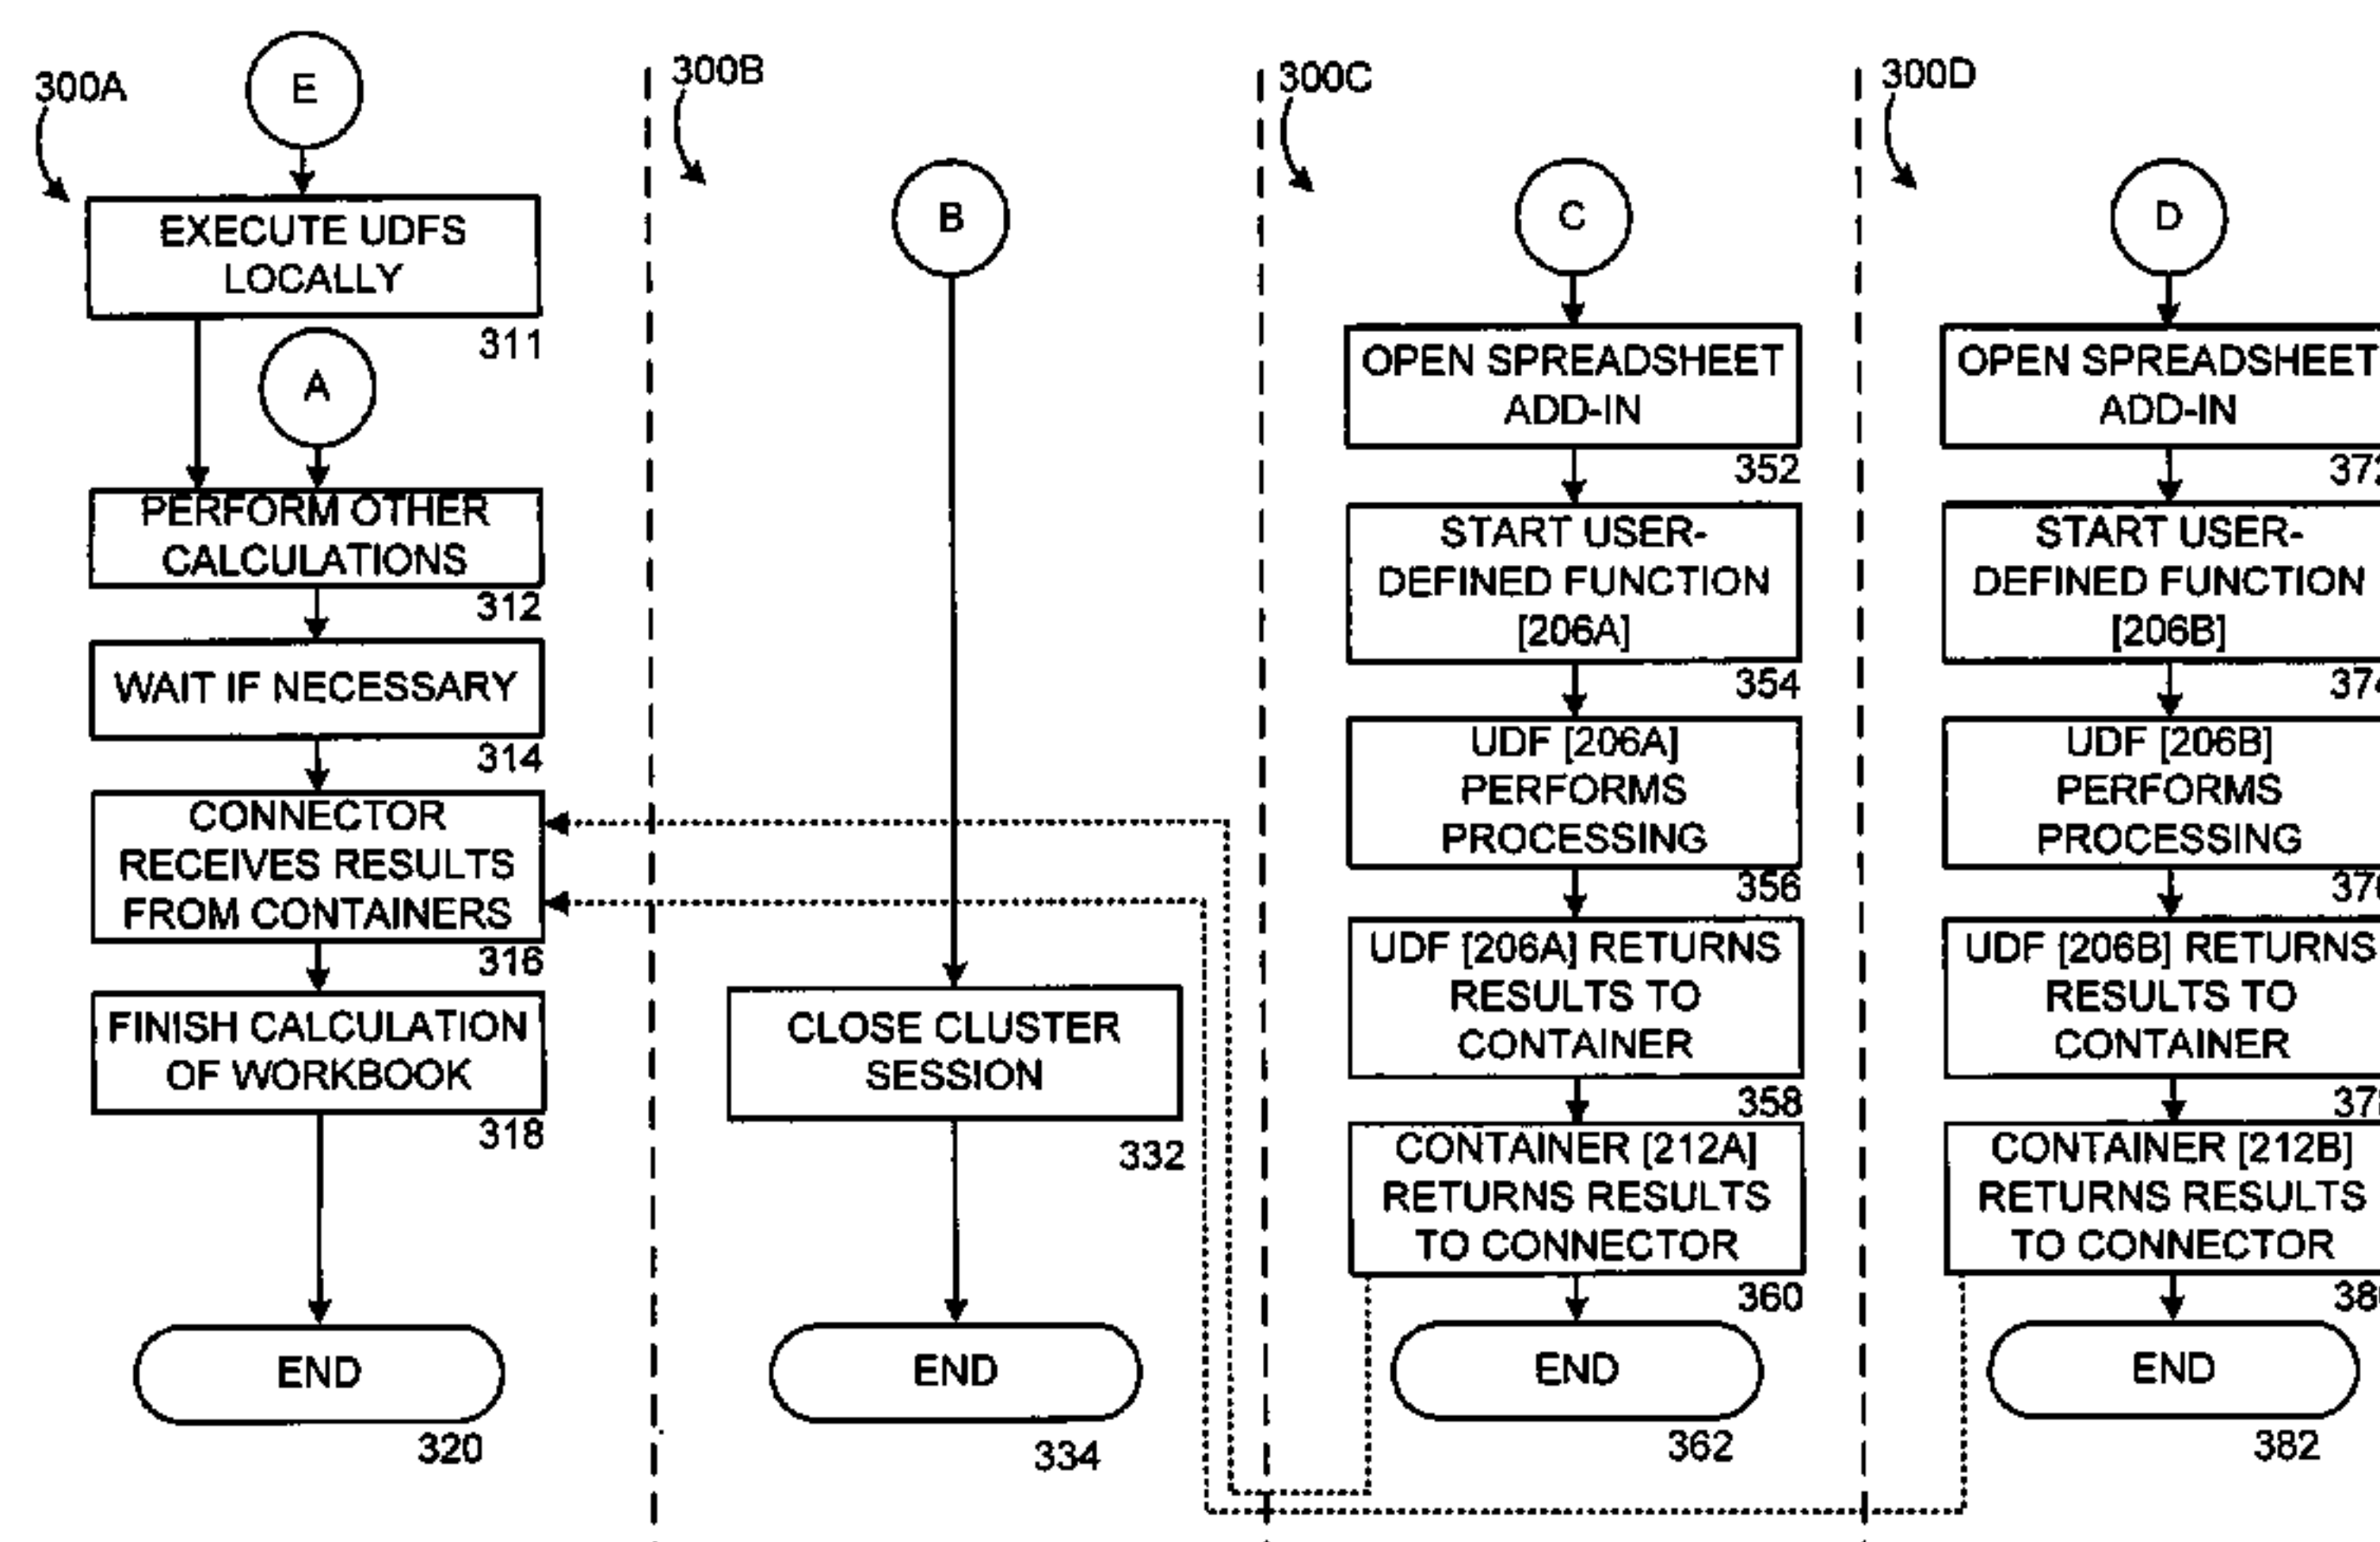 300A
E
EXECUTE UDFS
LOCALLY
311
A
PERFORM OTHER
CALCULATIONS
312
WAIT IF NECESSARY
314
CONNECTOR
RECEIVES RESULTS
FROM CONTAINERS
316
FINISH CALCULATION
OF WORKBOOK
318
END
320
300B
B
CLOSE CLUSTER
SESSION
332
END
334
300C
C
OPEN SPREADSHEET
ADD-IN
352
START USER-
DEFINED FUNCTION
[206A]
354
UDF [206A]
PERFORMS
PROCESSING
356
UDF [206A] RETURNS
RESULTS TO
CONTAINER
358
CONTAINER [212A]
RETURNS RESULTS
TO CONNECTOR
360
END
362
300D
D
OPEN SPREADSHEET
ADD-IN
START USER-
DEFINED FUNCTION
[206B]
UDF [206B]
PERFORMS
PROCESSING
UDF [206B] RETURNS
RESULTS TO
CONTAINER
CONTAINER [212B]
RETURNS RESULTS
TO CONNECTOR
END
382